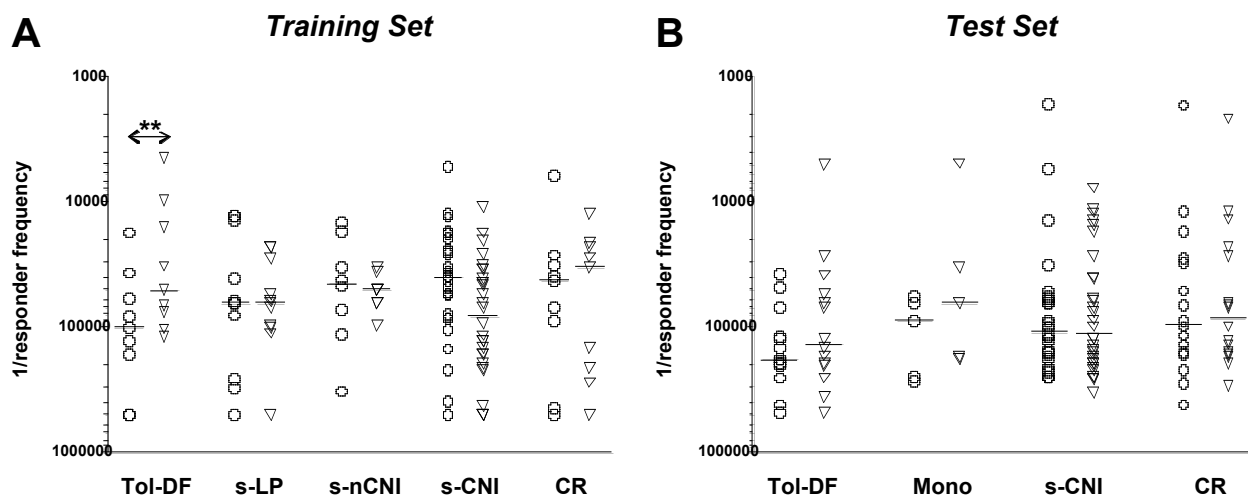 A
Training Set
1000
10000
100000
1000000
1/responder frequency
**
Tol-DF s-LP s-nCNI s-CNI CR
B
Test Set
1000
10000
100000
1000000
1/responder frequency
Tol-DF Mono s-CNI CR